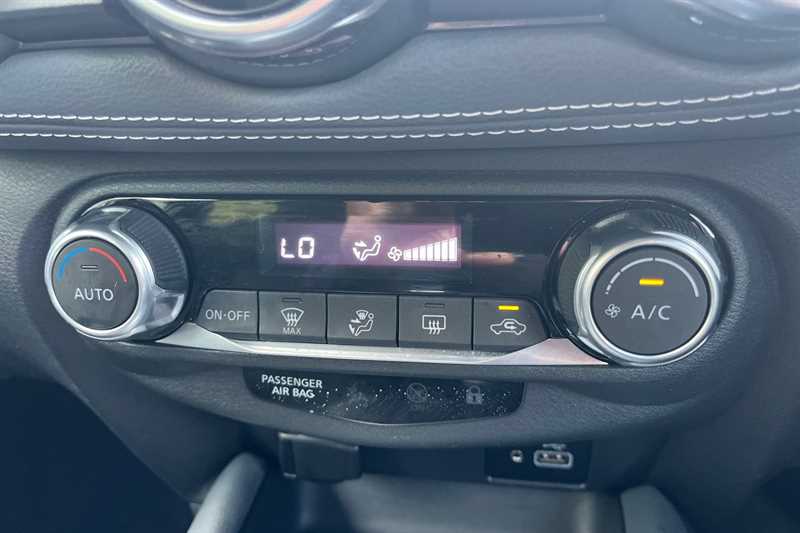 LO
AUTO
ON·OFF
MAX
A/C
PASSENGER
AIR BAG